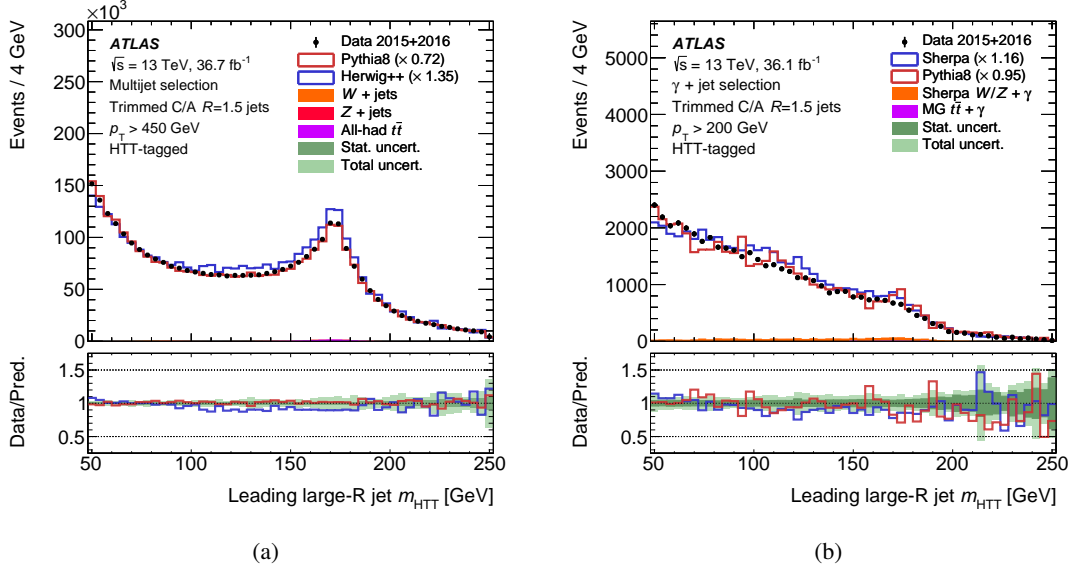 ×10³
300
250
200
150
100
50
0
Events / 4 GeV
ATLAS
√s = 13 TeV, 36.7 fb⁻¹
Multijet selection
Trimmed C/A R=1.5 jets
p_T > 450 GeV
HTT-tagged
Data 2015+2016
Pythia8 (× 0.72)
Herwig++ (× 1.35)
W + jets
Z + jets
All-had tt̄
Stat. uncert.
Total uncert.
1.5
1
0.5
Data/Pred.
50 100 150 200 250
Leading large-R jet m_HTT [GeV]
(a)
5000
4000
3000
2000
1000
0
Events / 4 GeV
ATLAS
√s = 13 TeV, 36.1 fb⁻¹
γ + jet selection
Trimmed C/A R=1.5 jets
p_T > 200 GeV
HTT-tagged
Data 2015+2016
Sherpa (× 1.16)
Pythia8 (× 0.95)
Sherpa W/Z + γ
MG tt̄ + γ
Stat. uncert.
Total uncert.
1.5
1
0.5
Data/Pred.
50 100 150 200 250
Leading large-R jet m_HTT [GeV]
(b)